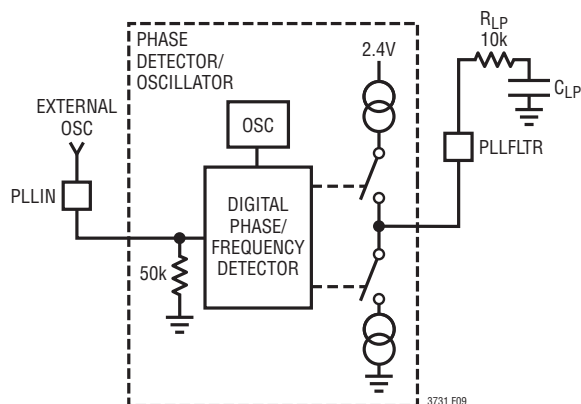 PHASE
DETECTOR/
OSCILLATOR
2.4V
RLP
10k
CLP
EXTERNAL
OSC
OSC
PLLFLTR
PLLIN
DIGITAL
PHASE/
FREQUENCY
DETECTOR
50k
3731 F09